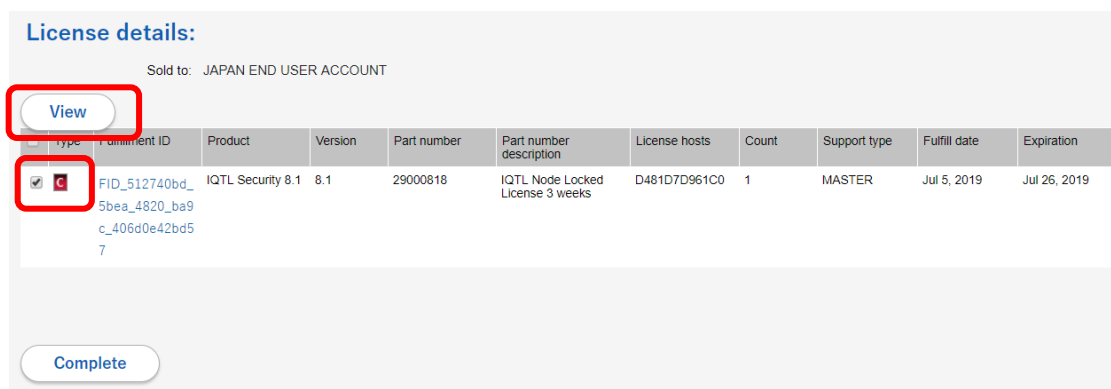 License details:
Sold to: JAPAN END USER ACCOUNT
View
Type Fulfillment ID Product Version Part number Part number License hosts Count Support type Fulfill date Expiration
description
C FID_512740bd_ IQTL Security 8.1 8.1 29000818 IQTL Node Locked D481D7D961C0 1 MASTER Jul 5, 2019 Jul 26, 2019
5bea_4820_ba9 License 3 weeks
c_406d0e42bd5
7
Complete